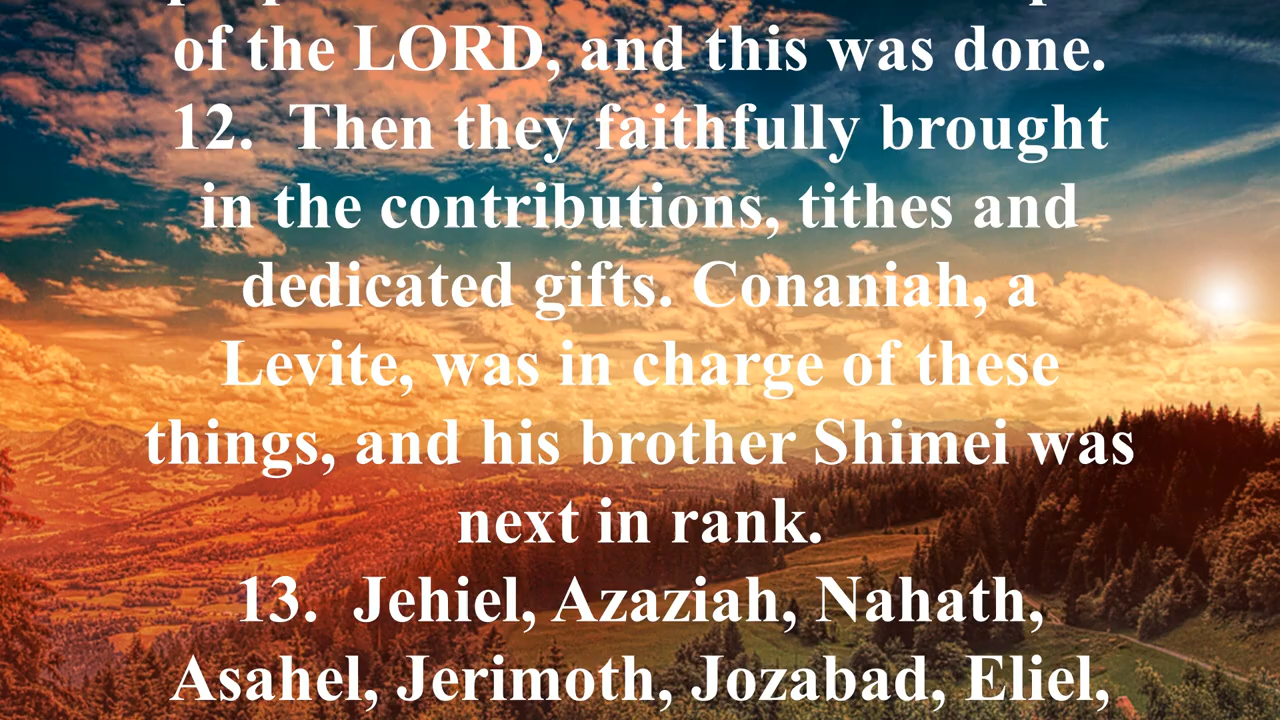 of the LORD, and this was done.
12. Then they faithfully brought
in the contributions, tithes and
dedicated gifts. Conaniah, a
Levite, was in charge of these
things, and his brother Shimei was
next in rank.
13. Jehiel, Azaziah, Nahath,
Asahel, Jerimoth, Jozabad, Eliel,